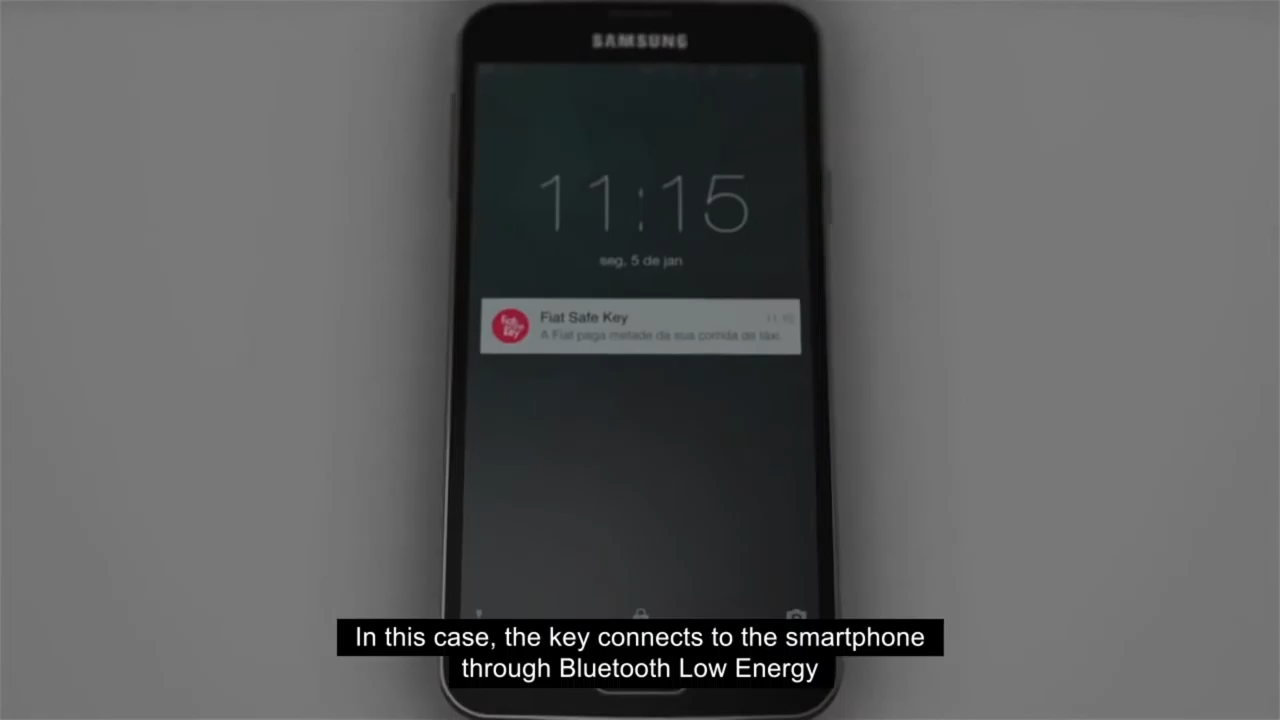 SAMSUNG
11:15
seg, 5 de jan
Fiat Safe Key
A Fiat paga metade da sua corrida de táxi.
In this case, the key connects to the smartphone
through Bluetooth Low Energy